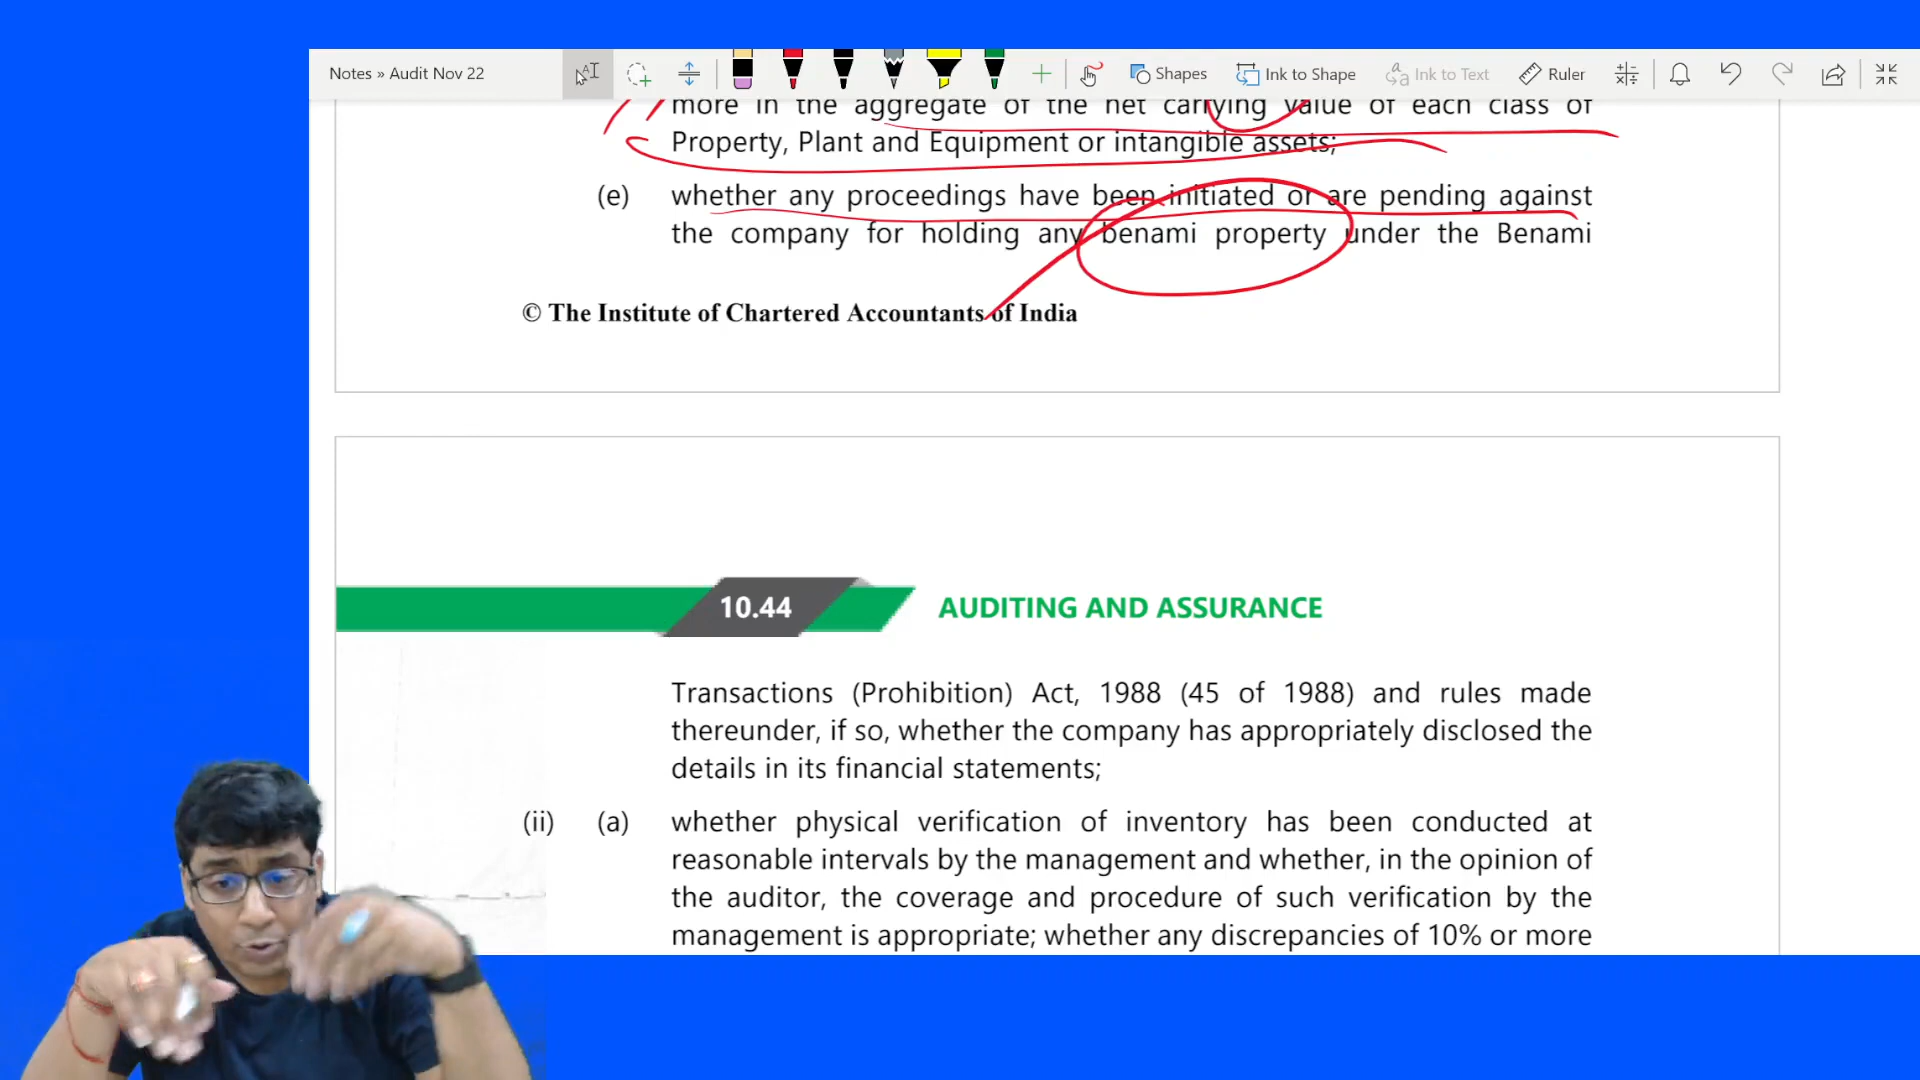 Notes » Audit Nov 22
Shapes
Ink to Shape
Ink to Text
Ruler
more in the aggregate of the net carrying value of each class of
Property, Plant and Equipment or intangible assets;
(e) whether any proceedings have been initiated or are pending against
the company for holding any benami property under the Benami
© The Institute of Chartered Accountants of India
10.44 AUDITING AND ASSURANCE
Transactions (Prohibition) Act, 1988 (45 of 1988) and rules made
thereunder, if so, whether the company has appropriately disclosed the
details in its financial statements;
(ii) (a) whether physical verification of inventory has been conducted at
reasonable intervals by the management and whether, in the opinion of
the auditor, the coverage and procedure of such verification by the
management is appropriate; whether any discrepancies of 10% or more